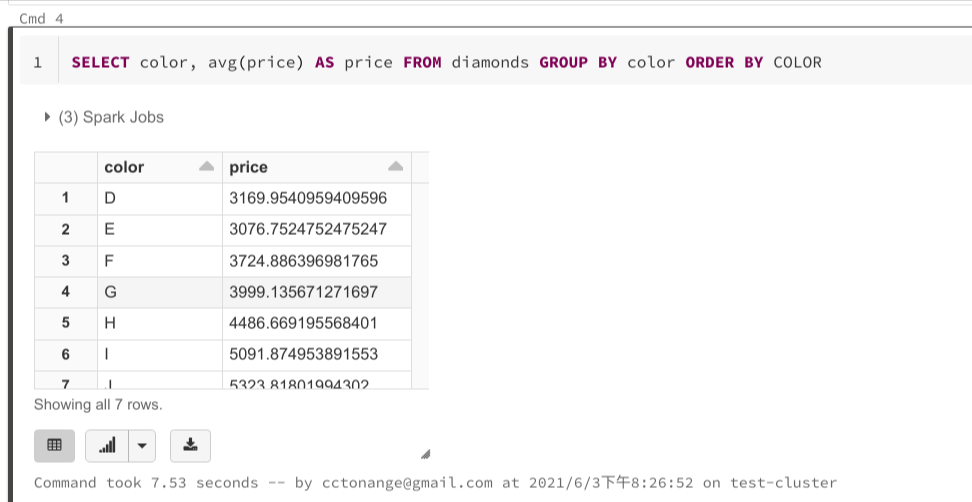 Cmd 4
1 SELECT color, avg(price) AS price FROM diamonds GROUP BY color ORDER BY COLOR
(3) Spark Jobs
color price
1 D 3169.9540959409596
2 E 3076.7524752475247
3 F 3724.886396981765
4 G 3999.135671271697
5 H 4486.669195568401
6 I 5091.874953891553
7 J 5323.81801994302
Showing all 7 rows.
Command took 7.53 seconds -- by cctonange@gmail.com at 2021/6/3下午8:26:52 on test-cluster